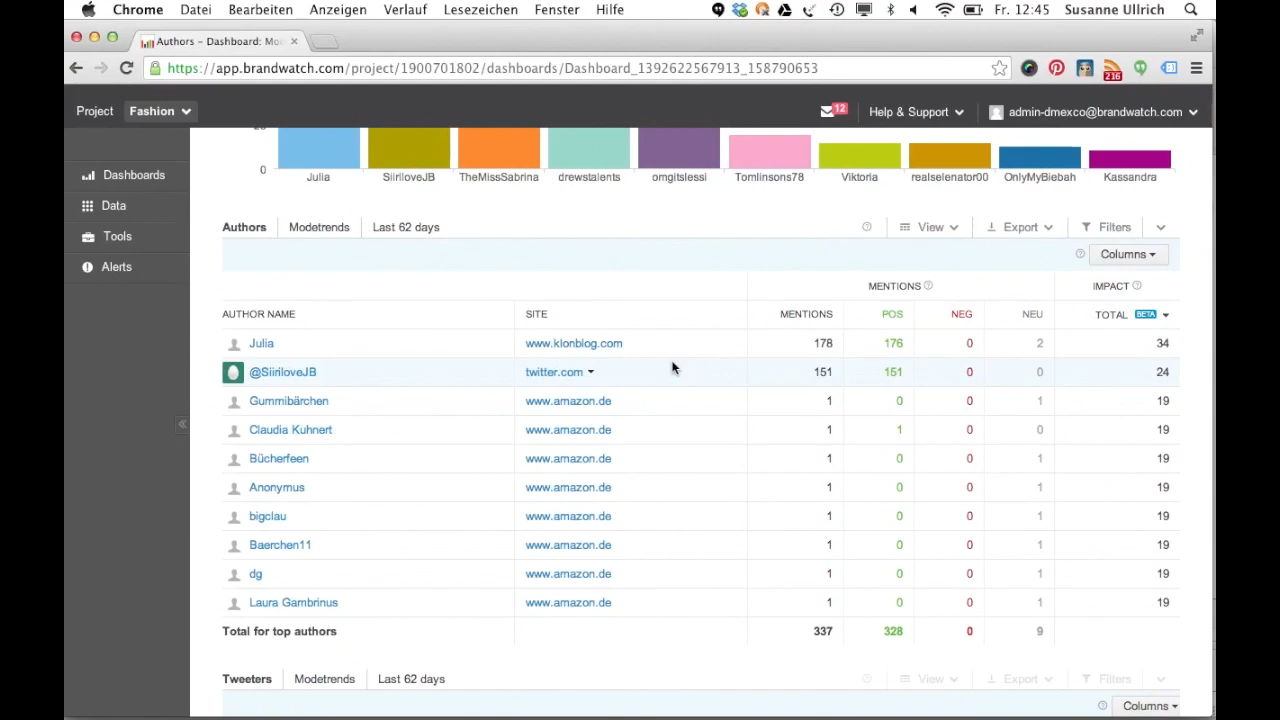 Chrome Datei Bearbeiten Anzeigen Verlauf Lesezeichen Fenster Hilfe Fr. 12:45 Susanne Ullrich
Authors – Dashboard: Mo
https://app.brandwatch.com/project/1900701802/dashboards/Dashboard_1392622567913_158790653
216
Project Fashion 12 Help & Support admin-dmexco@brandwatch.com
Dashboards
Data
Tools
Alerts
0
Julia SiiriloveJB TheMissSabrina drewstalents omgitslessi Tomlinsons78 Viktoria realselenator00 OnlyMyBiebah Kassandra
Authors Modetrends Last 62 days View Export Filters
Columns
MENTIONS IMPACT
AUTHOR NAME SITE MENTIONS POS NEG NEU TOTAL BETA
Julia www.klonblog.com 178 176 0 2 34
@SiiriloveJB twitter.com 151 151 0 0 24
Gummibärchen www.amazon.de 1 0 0 1 19
Claudia Kuhnert www.amazon.de 1 1 0 0 19
Bücherfeen www.amazon.de 1 0 0 1 19
Anonymus www.amazon.de 1 0 0 1 19
bigclau www.amazon.de 1 0 0 1 19
Baerchen11 www.amazon.de 1 0 0 1 19
dg www.amazon.de 1 0 0 1 19
Laura Gambrinus www.amazon.de 1 0 0 1 19
Total for top authors 337 328 0 9
Tweeters Modetrends Last 62 days View Export Filters
Columns